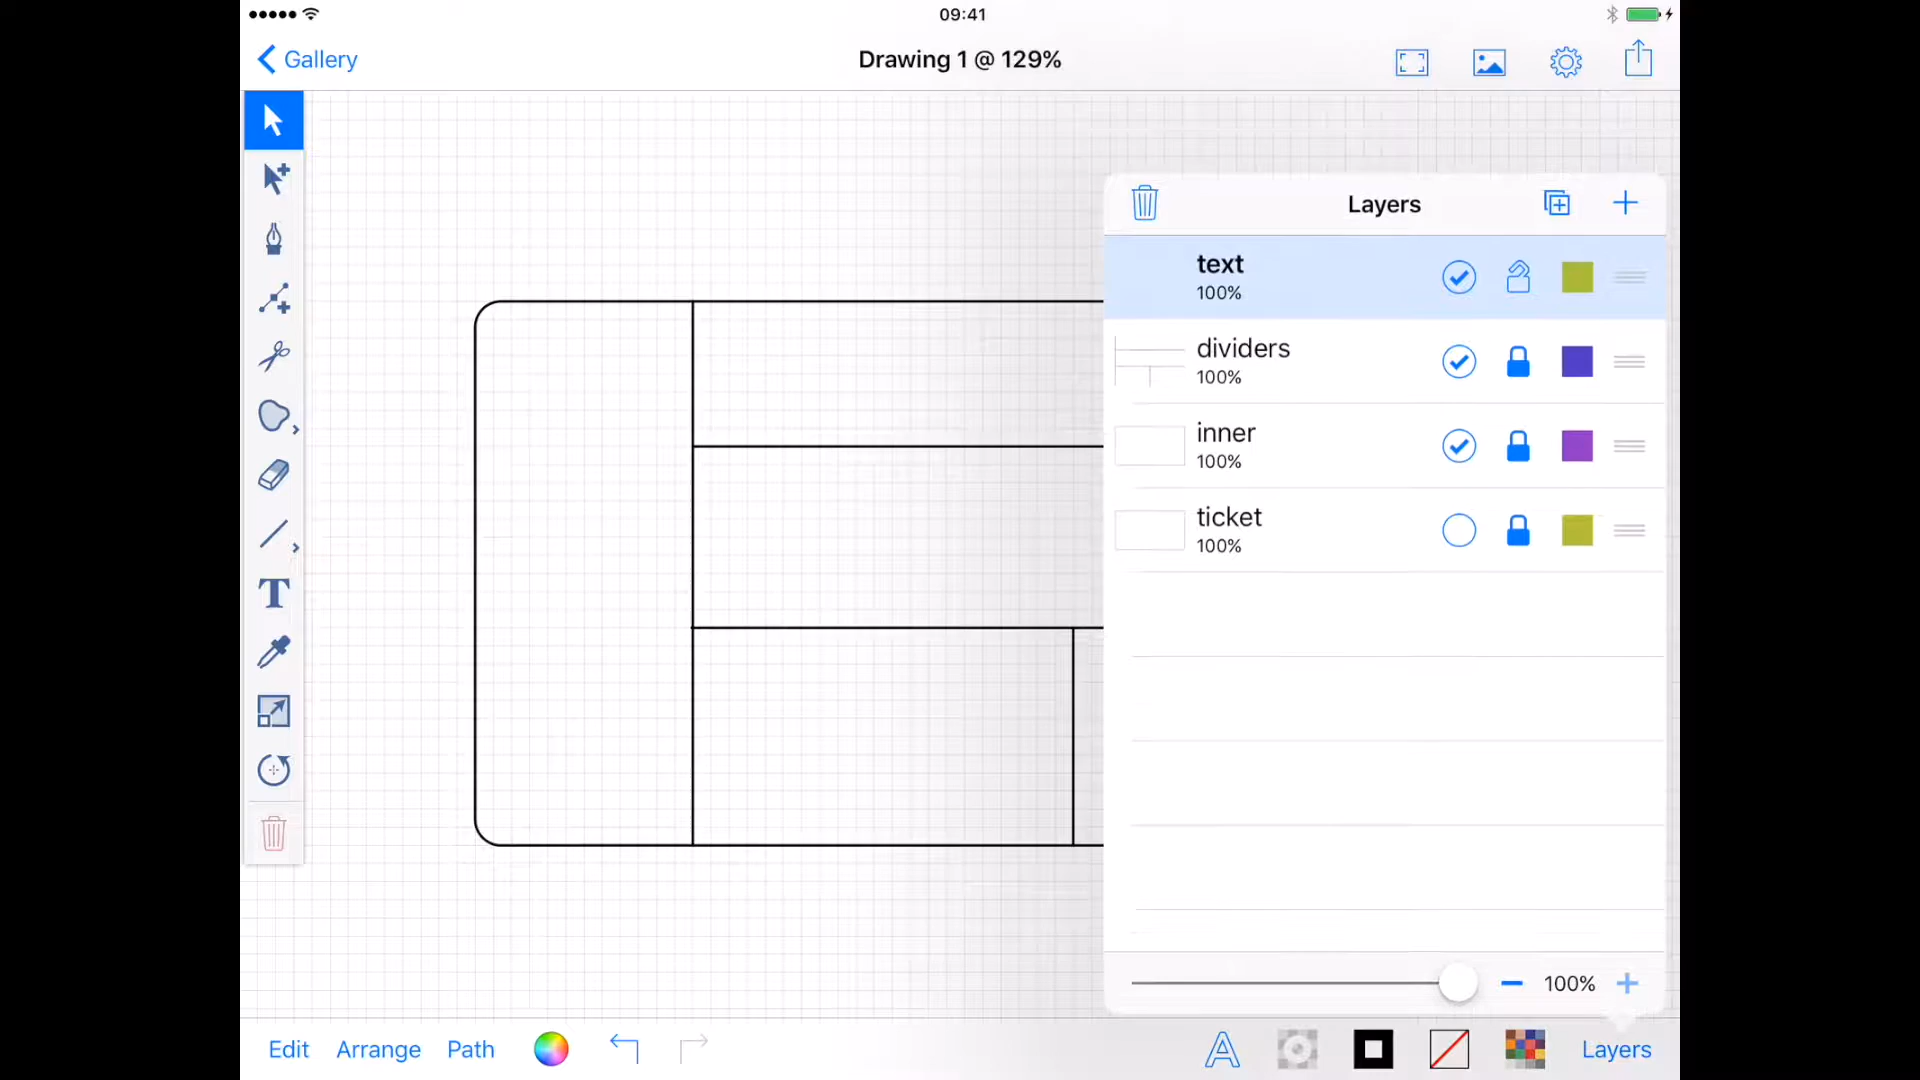 09:41
Gallery
Drawing 1 @ 129%
Layers
text
100%
dividers
100%
inner
100%
ticket
100%
100%
Edit
Arrange
Path
Layers